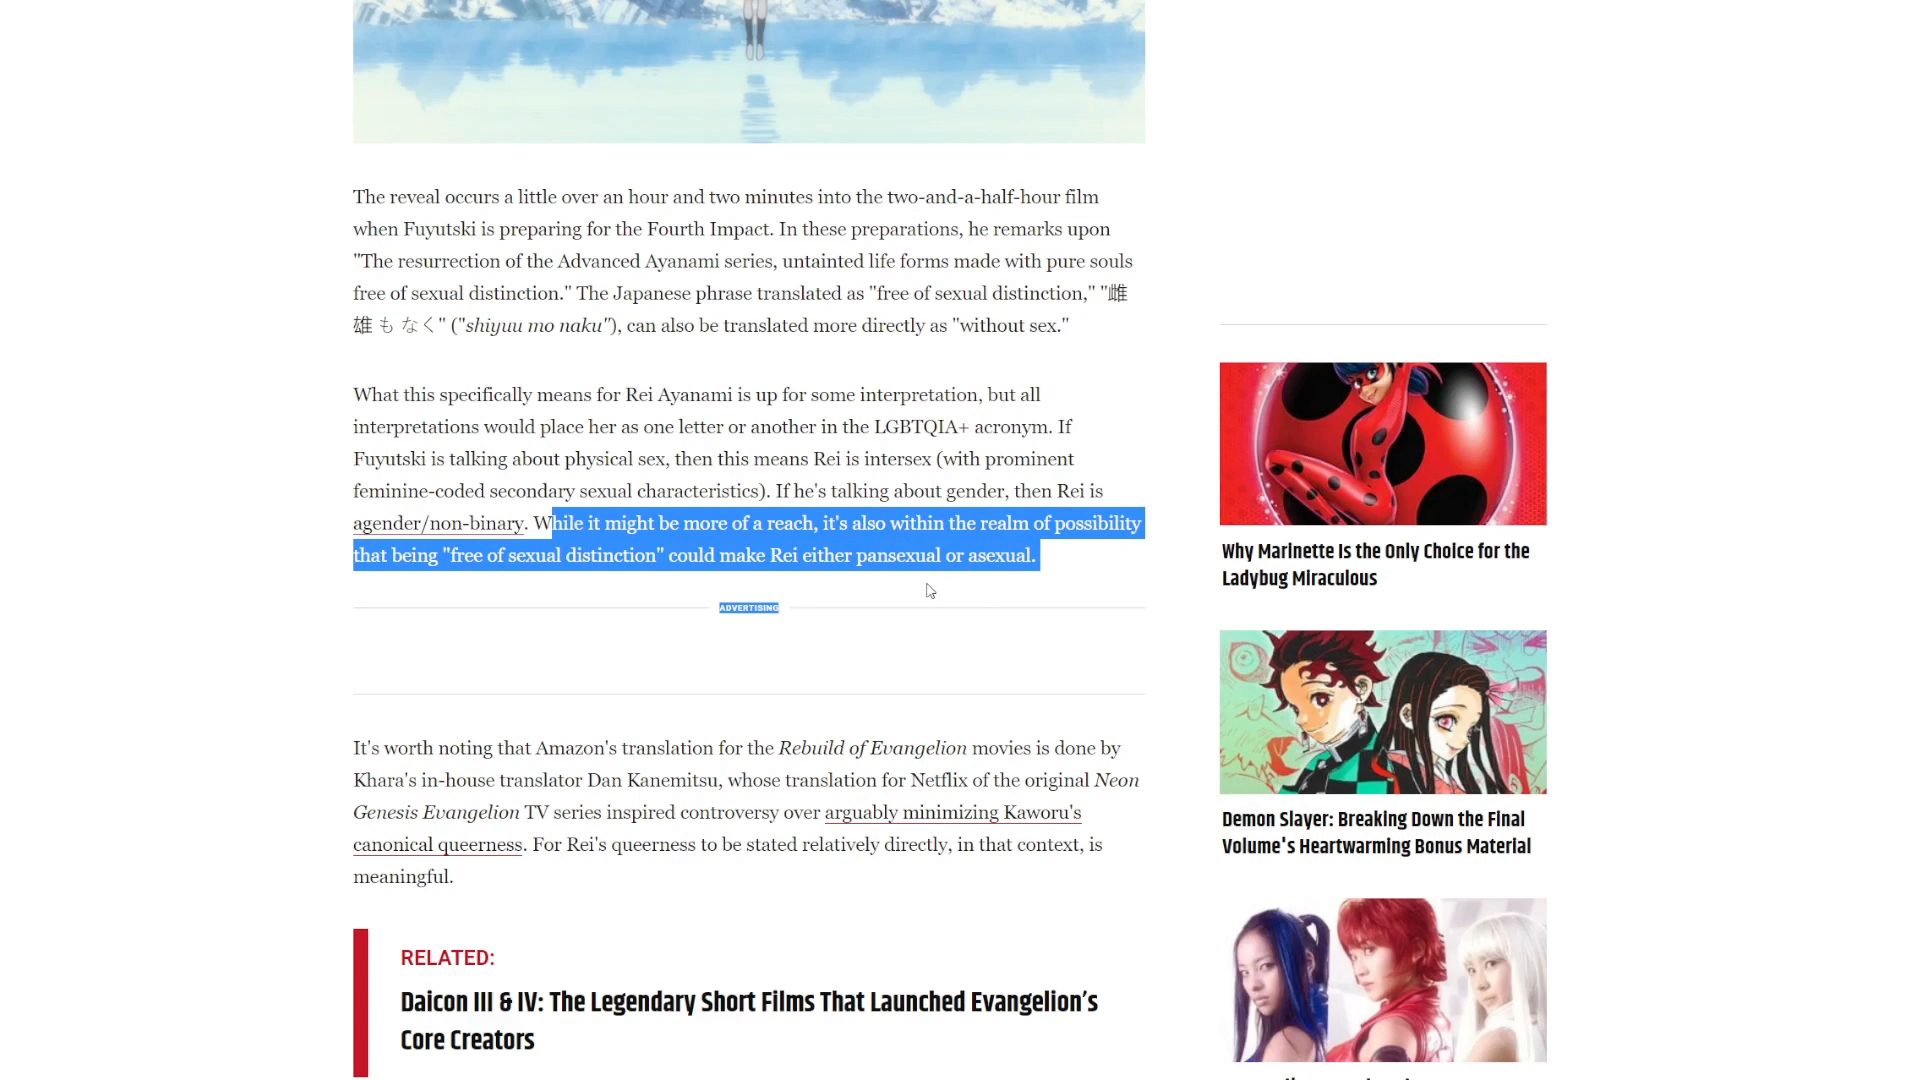 The reveal occurs a little over an hour and two minutes into the two-and-a-half-hour film
when Fuyutski is preparing for the Fourth Impact. In these preparations, he remarks upon
"The resurrection of the Advanced Ayanami series, untainted life forms made with pure souls
free of sexual distinction." The Japanese phrase translated as "free of sexual distinction," "雌
雄 も なく" ("shiyuu mo naku"), can also be translated more directly as "without sex."
What this specifically means for Rei Ayanami is up for some interpretation, but all
interpretations would place her as one letter or another in the LGBTQIA+ acronym. If
Fuyutski is talking about physical sex, then this means Rei is intersex (with prominent
feminine-coded secondary sexual characteristics). If he's talking about gender, then Rei is
agender/non-binary. While it might be more of a reach, it's also within the realm of possibility
that being "free of sexual distinction" could make Rei either pansexual or asexual.
ADVERTISING
It's worth noting that Amazon's translation for the Rebuild of Evangelion movies is done by
Khara's in-house translator Dan Kanemitsu, whose translation for Netflix of the original Neon
Genesis Evangelion TV series inspired controversy over arguably minimizing Kaworu's
canonical queerness. For Rei's queerness to be stated relatively directly, in that context, is
meaningful.
RELATED:
Daicon III & IV: The Legendary Short Films That Launched Evangelion's
Core Creators
Why Marinette Is the Only Choice for the
Ladybug Miraculous
Demon Slayer: Breaking Down the Final
Volume's Heartwarming Bonus Material